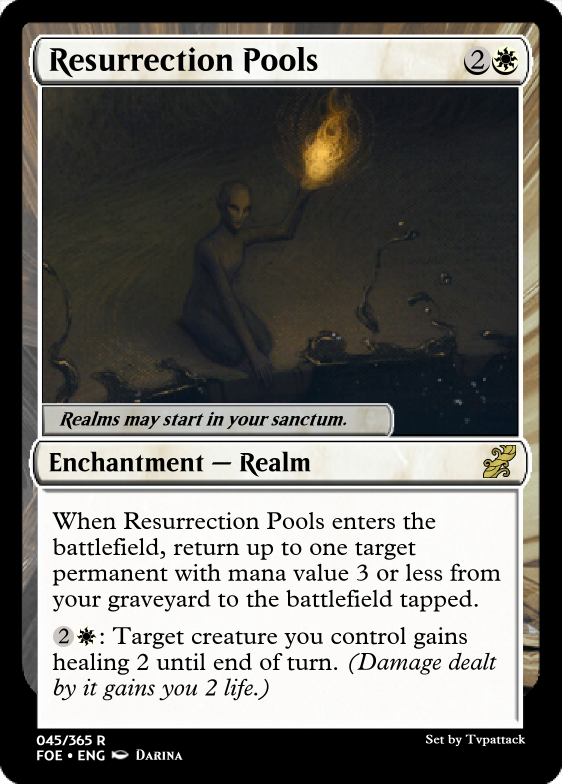 Resurrection Pools 2
Realms may start in your sanctum.
Enchantment — Realm
When Resurrection Pools enters the
battlefield, return up to one target
permanent with mana value 3 or less from
your graveyard to the battlefield tapped.
2 : Target creature you control gains
healing 2 until end of turn. (Damage dealt
by it gains you 2 life.)
045/365 R
FOE • ENG Darina
Set by Tvpattack